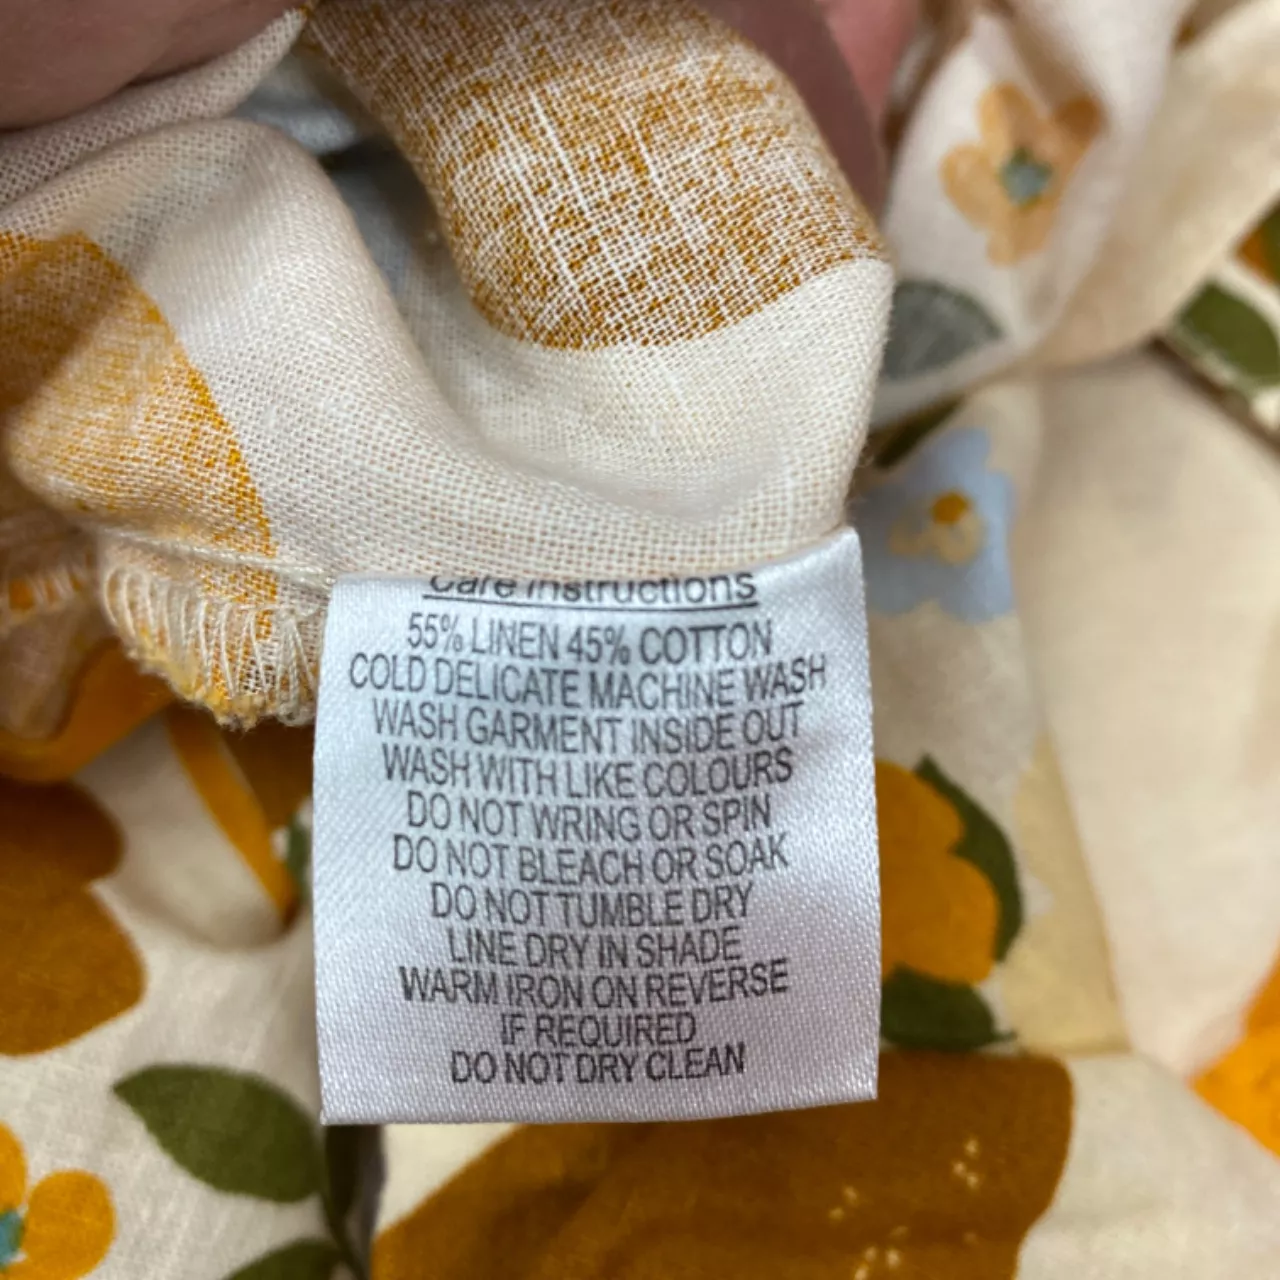 Care Instructions
55% LINEN 45% COTTON
COLD DELICATE MACHINE WASH
WASH GARMENT INSIDE OUT
WASH WITH LIKE COLOURS
DO NOT WRING OR SPIN
DO NOT BLEACH OR SOAK
DO NOT TUMBLE DRY
LINE DRY IN SHADE
WARM IRON ON REVERSE
IF REQUIRED
DO NOT DRY CLEAN